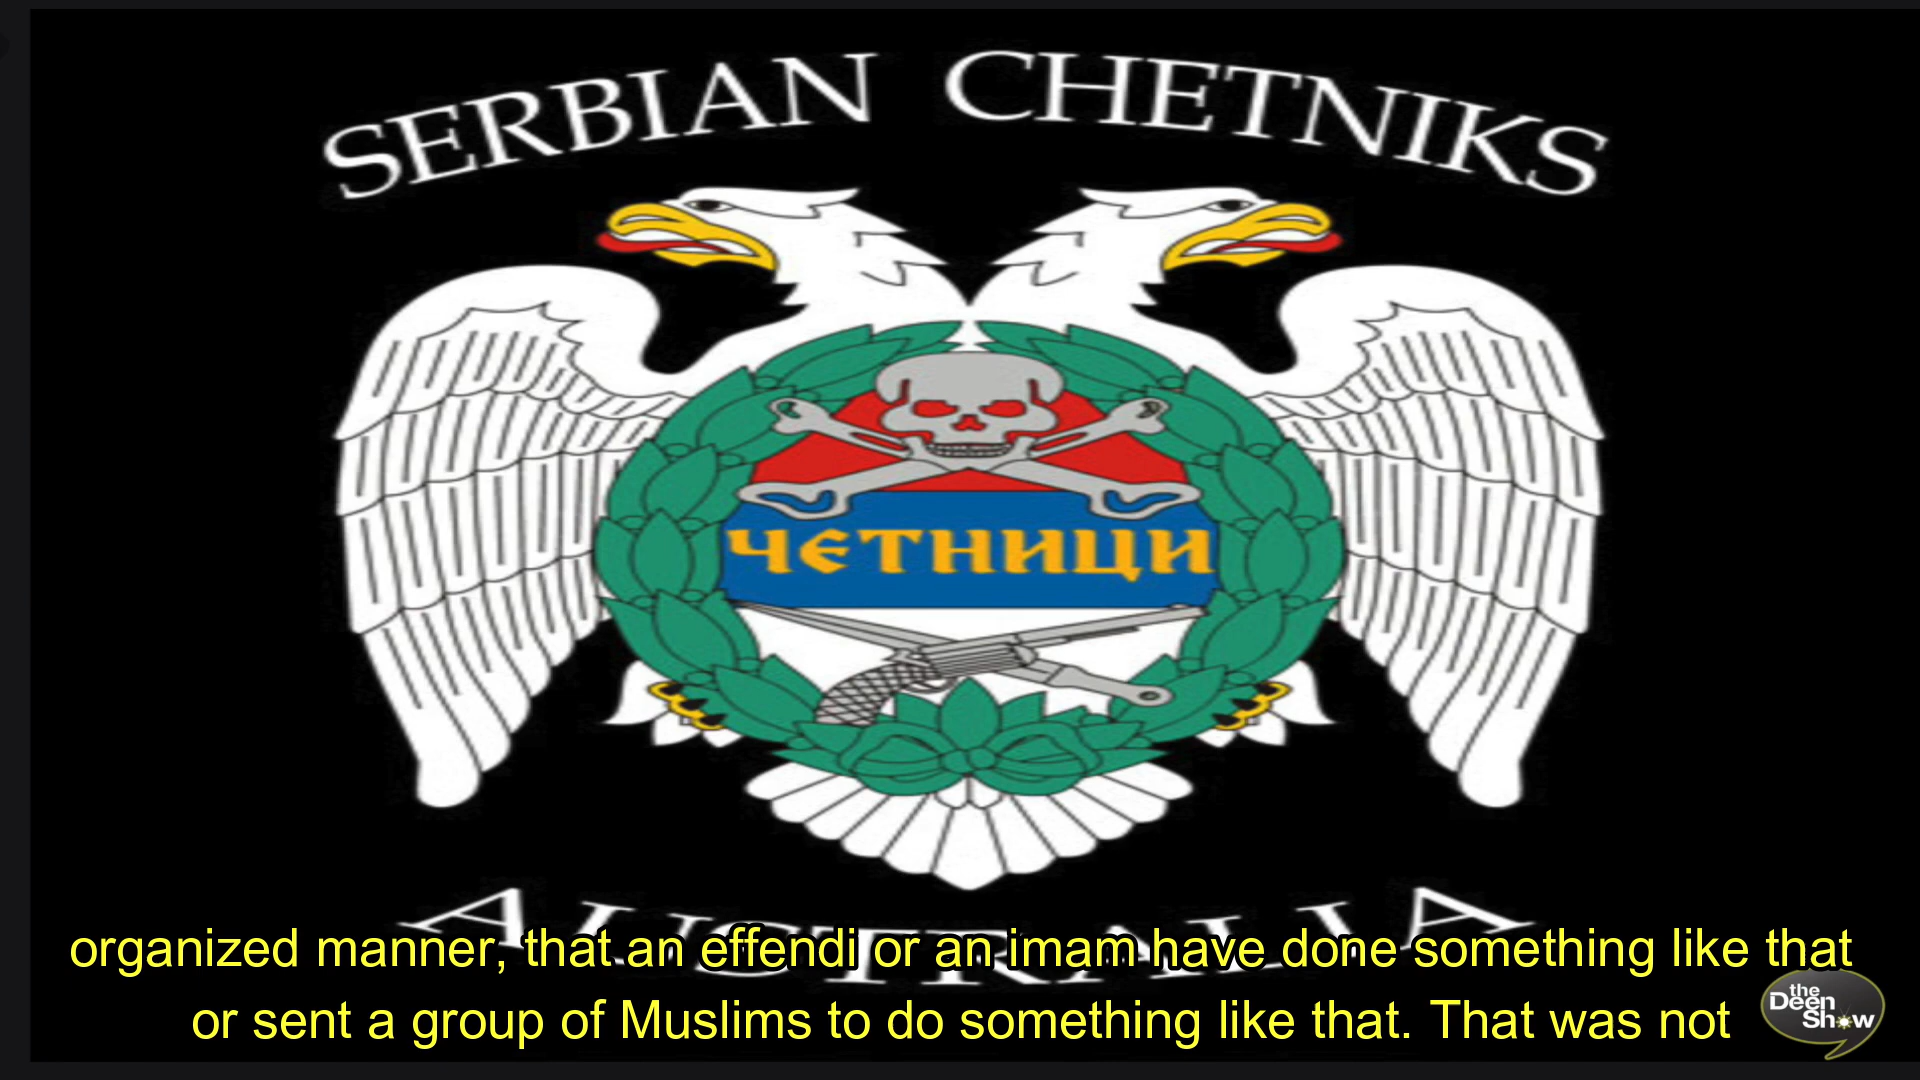 SERBIAN CHETNIKS
ЧЕТНИЦИ
AUSTRALIA
organized manner, that an effendi or an imam have done something like that
or sent a group of Muslims to do something like that. That was not
the
Deen
Show